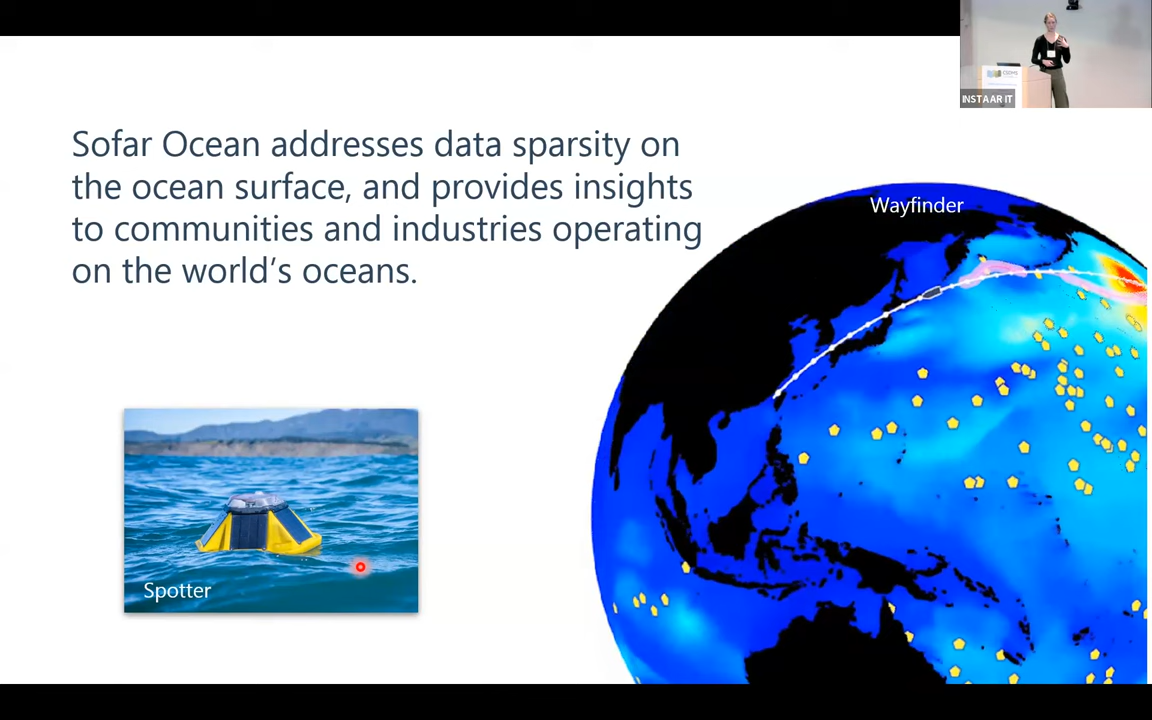 Sofar Ocean addresses data sparsity on
the ocean surface, and provides insights
to communities and industries operating
on the world's oceans.
Wayfinder
Spotter
INSTAAR IT